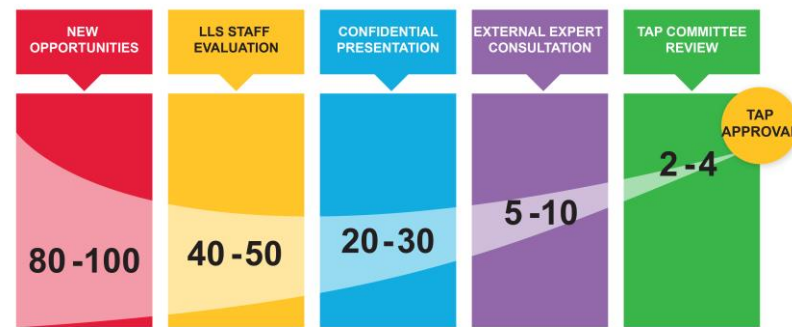 NEW
OPPORTUNITIES
LLS STAFF
EVALUATION
CONFIDENTIAL
PRESENTATION
EXTERNAL EXPERT
CONSULTATION
TAP COMMITTEE
REVIEW
TAP
APPROVAL
80-100
40-50
20-30
5-10
2-4